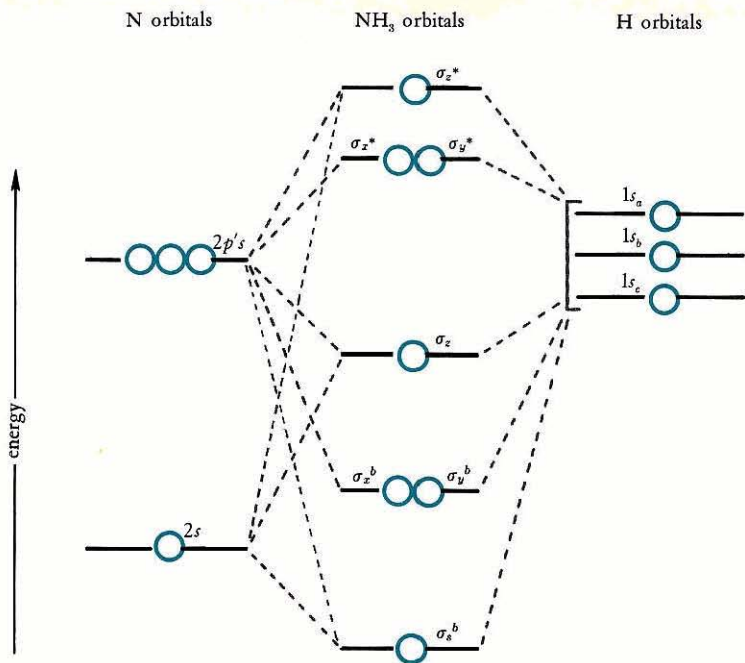 N orbitals NH₃ orbitals H orbitals
σz*
σx* σy*
1sa
2p's
1sb
1sc
σz
energy
σxᵇ σyᵇ
2s
σsᵇ